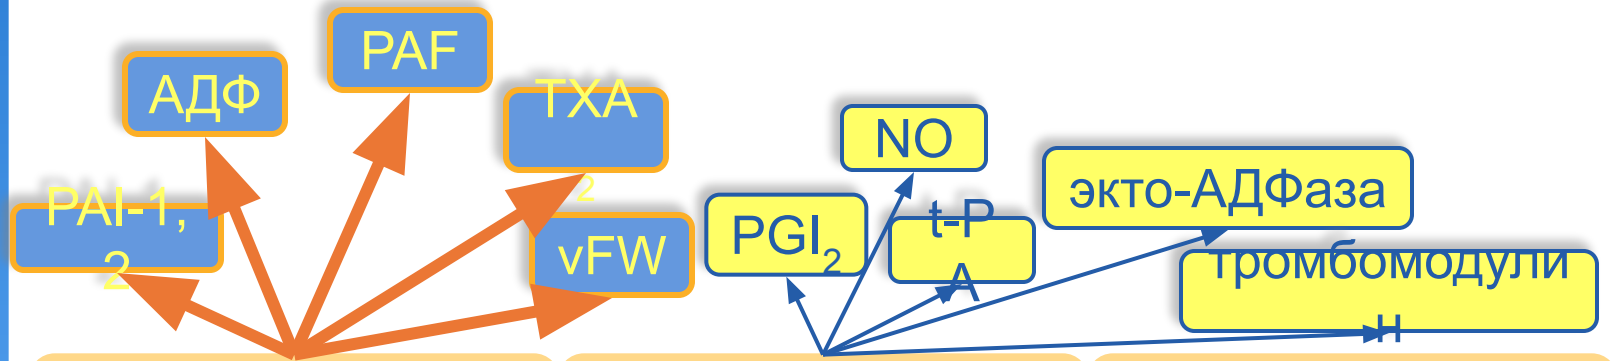 PAF
АДФ
TXA
2
NO
экто-АДФаза
PAI-1,
2
t-P
A
PGI₂
vFW
тромбомодули
н